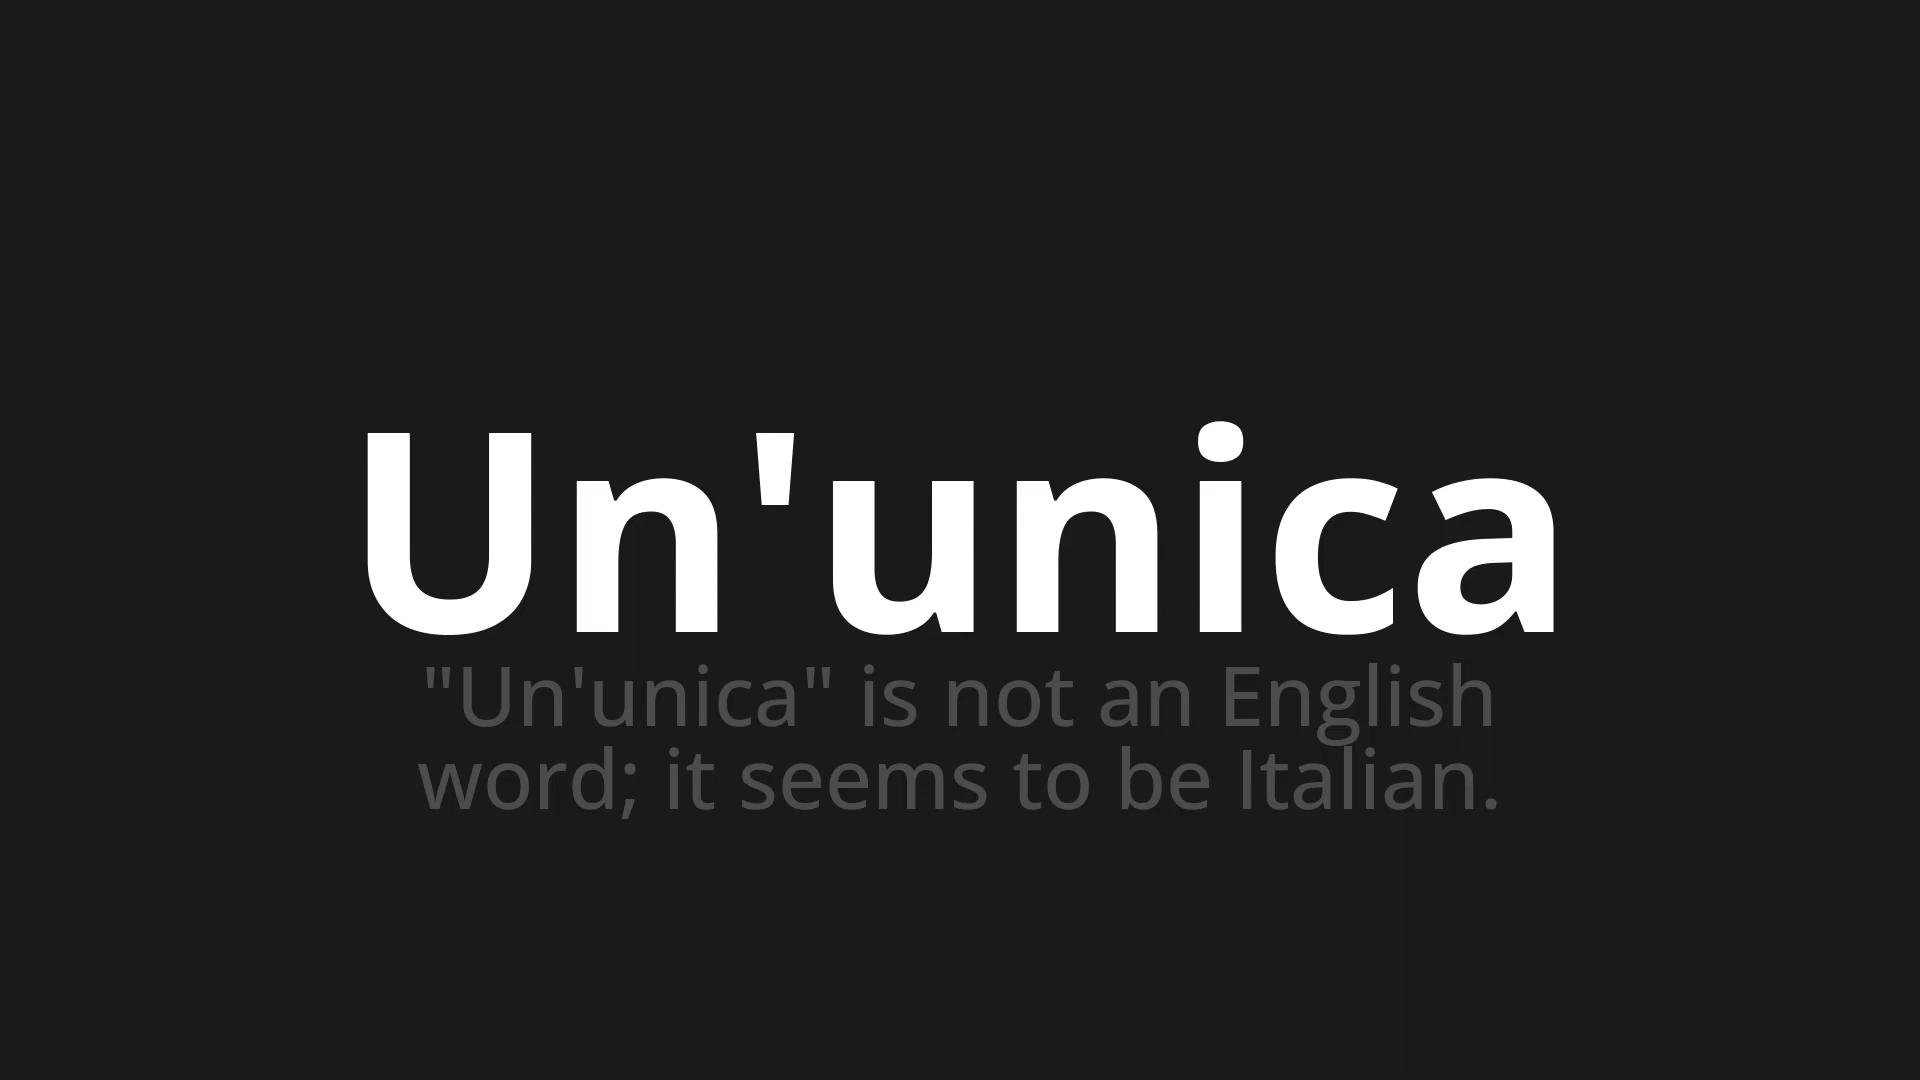 Un'unica
"Un'unica" is not an English
word; it seems to be Italian.